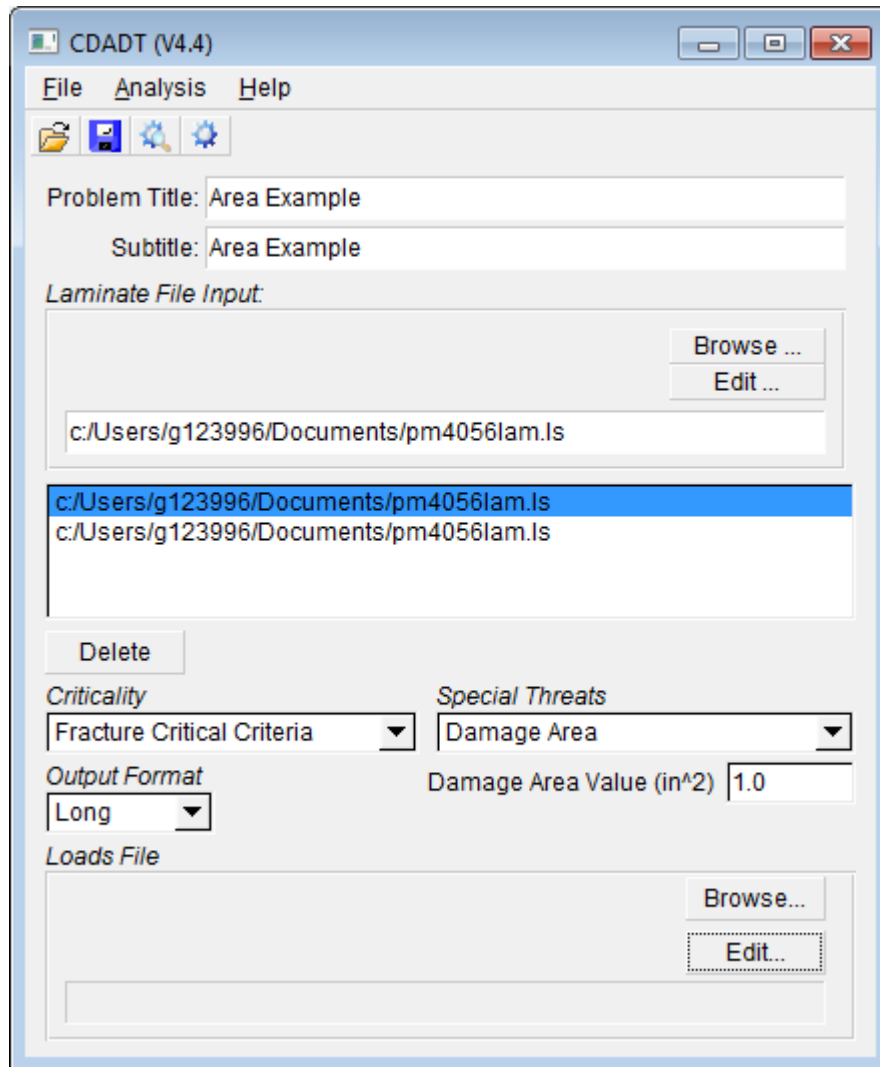 CDADT (V4.4)
File Analysis Help
Problem Title: Area Example
Subtitle: Area Example
Laminate File Input:
Browse ...
Edit ...
c:/Users/g123996/Documents/pm4056lam.ls
c:/Users/g123996/Documents/pm4056lam.ls
c:/Users/g123996/Documents/pm4056lam.ls
Delete
Criticality Special Threats
Fracture Critical Criteria Damage Area
Output Format Damage Area Value (in^2) 1.0
Long
Loads File
Browse...
Edit...